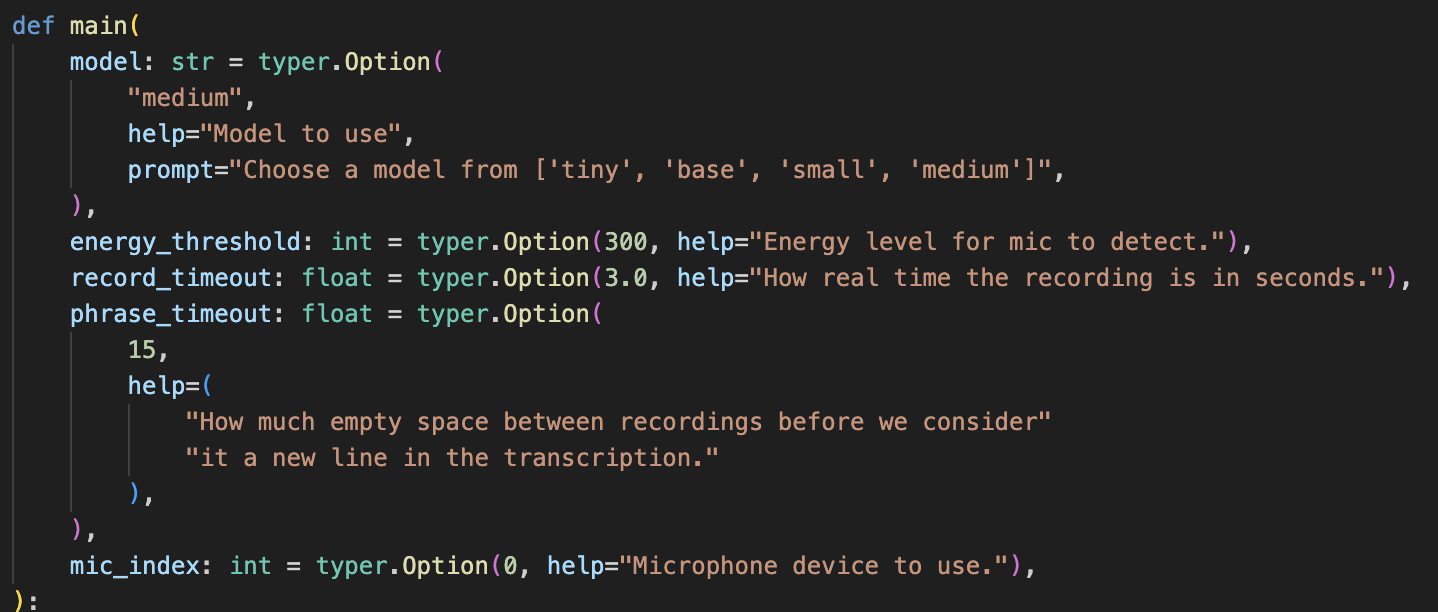 def main(
    model: str = typer.Option(
        "medium",
        help="Model to use",
        prompt="Choose a model from ['tiny', 'base', 'small', 'medium']",
    ),
    energy_threshold: int = typer.Option(300, help="Energy level for mic to detect."),
    record_timeout: float = typer.Option(3.0, help="How real time the recording is in seconds."),
    phrase_timeout: float = typer.Option(
        15,
        help=(
            "How much empty space between recordings before we consider"
            "it a new line in the transcription."
        ),
    ),
    mic_index: int = typer.Option(0, help="Microphone device to use."),
):